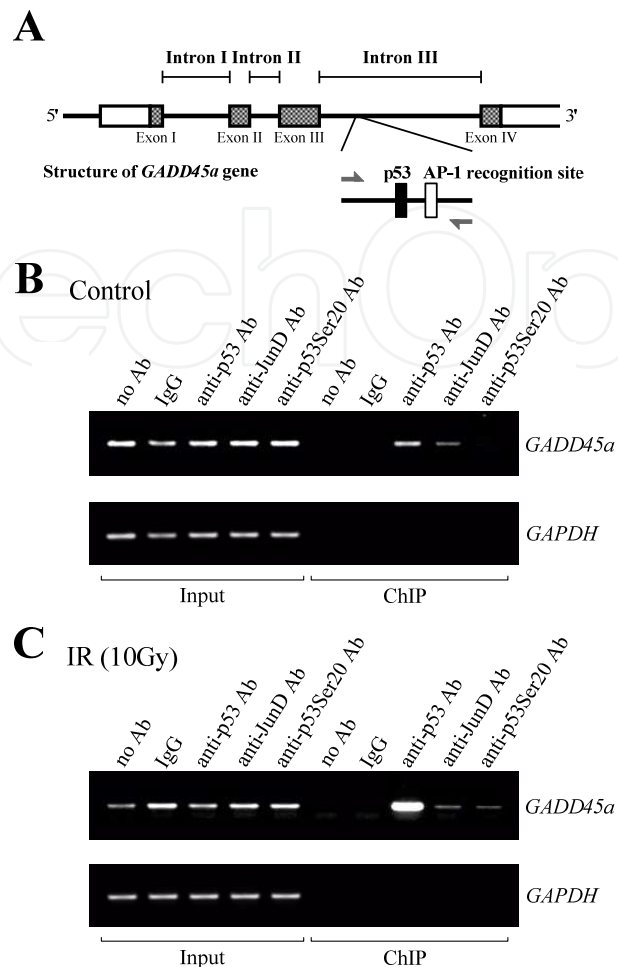 A
Intron I Intron II Intron III
5' 3'
Exon I Exon II Exon III Exon IV
Structure of GADD45a gene
p53 AP-1 recognition site
echOp
B Control
no Ab IgG anti-p53 Ab anti-JunD Ab anti-p53Ser20 Ab no Ab IgG anti-p53 Ab anti-JunD Ab anti-p53Ser20 Ab
GADD45a
GAPDH
Input ChIP
C IR (10Gy)
no Ab IgG anti-p53 Ab anti-JunD Ab anti-p53Ser20 Ab no Ab IgG anti-p53 Ab anti-JunD Ab anti-p53Ser20 Ab
GADD45a
GAPDH
Input ChIP